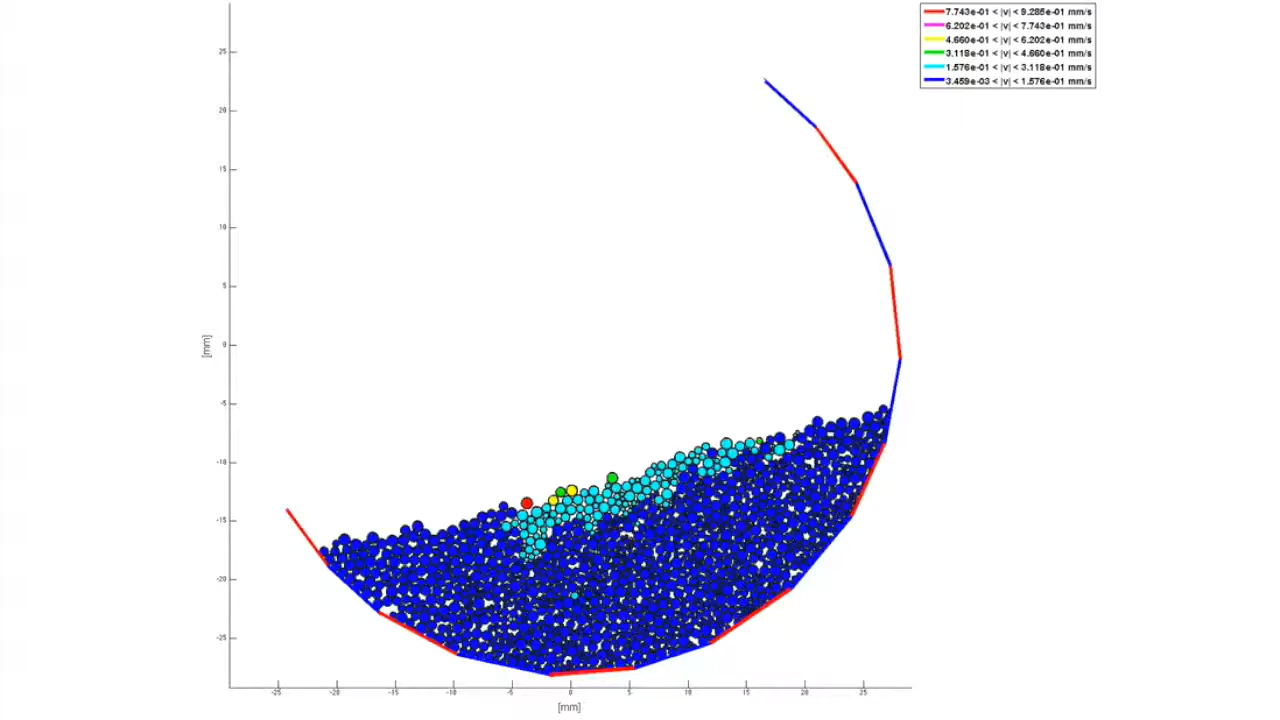 7.743e-01 < |v| < 9.285e-01 mm/s
6.202e-01 < |v| < 7.743e-01 mm/s
4.660e-01 < |v| < 6.202e-01 mm/s
3.118e-01 < |v| < 4.660e-01 mm/s
1.576e-01 < |v| < 3.118e-01 mm/s
3.459e-03 < |v| < 1.576e-01 mm/s
25
20
15
10
5
0
-5
-10
-15
-20
-25
[mm]
-25 -20 -15 -10 -5 0 5 10 15 20 25
[mm]